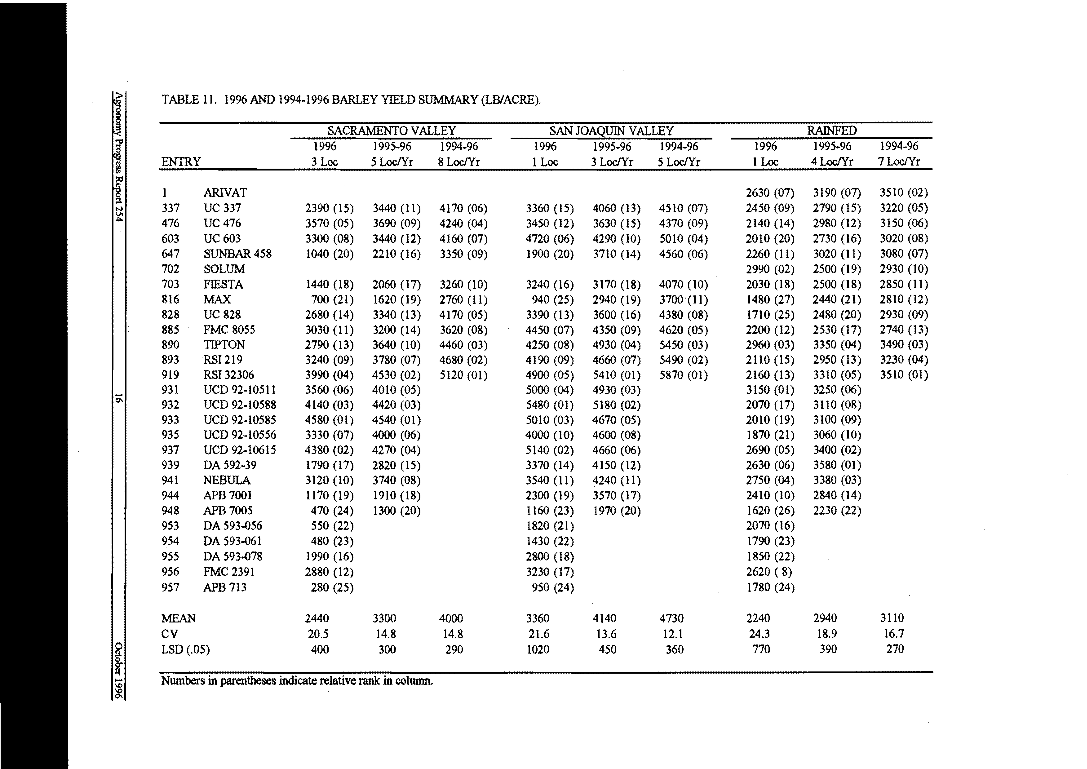 TABLE 11. 1996 AND 1994-1996 BARLEY YIELD SUMMARY (LB/ACRE).
SACRAMENTO VALLEY SAN JOAQUIN VALLEY RAINFED
1996 1995-96 1994-96 1996 1995-96 1994-96 1996 1995-96 1994-96
ENTRY 3 Loc 5 Loc/Yr 8 Loc/Yr 1 Loc 3 Loc/Yr 5 Loc/Yr 1 Loc 4 Loc/Yr 7 Loc/Yr
1 ARIVAT 2630 (07) 3190 (07) 3510 (02)
337 UC 337 2390 (15) 3440 (11) 4170 (06) 3360 (15) 4060 (13) 4510 (07) 2450 (09) 2790 (15) 3220 (05)
476 UC 476 3570 (05) 3690 (09) 4240 (04) 3450 (12) 3630 (15) 4370 (09) 2140 (14) 2980 (12) 3150 (06)
603 UC 603 3300 (08) 3440 (12) 4160 (07) 4720 (06) 4290 (10) 5010 (04) 2010 (20) 2730 (16) 3020 (08)
647 SUNBAR 458 1040 (20) 2210 (16) 3350 (09) 1900 (20) 3710 (14) 4560 (06) 2260 (11) 3020 (11) 3080 (07)
702 SOLUM 2990 (02) 2500 (19) 2930 (10)
703 FIESTA 1440 (18) 2060 (17) 3260 (10) 3240 (16) 3170 (18) 4070 (10) 2030 (18) 2500 (18) 2850 (11)
816 MAX 700 (21) 1620 (19) 2760 (11) 940 (25) 2940 (19) 3700 (11) 1480 (27) 2440 (21) 2810 (12)
828 UC 828 2680 (14) 3340 (13) 4170 (05) 3390 (13) 3600 (16) 4380 (08) 1710 (25) 2480 (20) 2930 (09)
885 FMC 8055 3030 (11) 3200 (14) 3620 (08) 4450 (07) 4350 (09) 4620 (05) 2200 (12) 2530 (17) 2740 (13)
890 TIPTON 2790 (13) 3640 (10) 4460 (03) 4250 (08) 4930 (04) 5450 (03) 2960 (03) 3350 (04) 3490 (03)
893 RSI 219 3240 (09) 3780 (07) 4680 (02) 4190 (09) 4660 (07) 5490 (02) 2110 (15) 2950 (13) 3230 (04)
919 RSI 32306 3990 (04) 4530 (02) 5120 (01) 4900 (05) 5410 (01) 5870 (01) 2160 (13) 3310 (05) 3510 (01)
931 UCD 92-10511 3560 (06) 4010 (05) 5000 (04) 4930 (03) 3150 (01) 3250 (06)
932 UCD 92-10588 4140 (03) 4420 (03) 5480 (01) 5180 (02) 2070 (17) 3110 (08)
933 UCD 92-10585 4580 (01) 4540 (01) 5010 (03) 4670 (05) 2010 (19) 3100 (09)
935 UCD 92-10556 3330 (07) 4000 (06) 4000 (10) 4600 (08) 1870 (21) 3060 (10)
937 UCD 92-10615 4380 (02) 4270 (04) 5140 (02) 4660 (06) 2690 (05) 3400 (02)
939 DA 592-39 1790 (17) 2820 (15) 3370 (14) 4150 (12) 2630 (06) 3580 (01)
941 NEBULA 3120 (10) 3740 (08) 3540 (11) 4240 (11) 2750 (04) 3380 (03)
944 APB 7001 1170 (19) 1910 (18) 2300 (19) 3570 (17) 2410 (10) 2840 (14)
948 APB 7005 470 (24) 1300 (20) 1160 (23) 1970 (20) 1620 (26) 2230 (22)
953 DA 593-056 550 (22) 1820 (21) 2070 (16)
954 DA 593-061 480 (23) 1430 (22) 1790 (23)
955 DA 593-078 1990 (16) 2800 (18) 1850 (22)
956 FMC 2391 2880 (12) 3230 (17) 2620 ( 8)
957 APB 713 280 (25) 950 (24) 1780 (24)
MEAN 2440 3300 4000 3360 4140 4730 2240 2940 3110
CV 20.5 14.8 14.8 21.6 13.6 12.1 24.3 18.9 16.7
LSD (.05) 400 300 290 1020 450 360 770 390 270
Numbers in parentheses indicate relative rank in column.
Agronomy Progress Report 254
16
October 1996